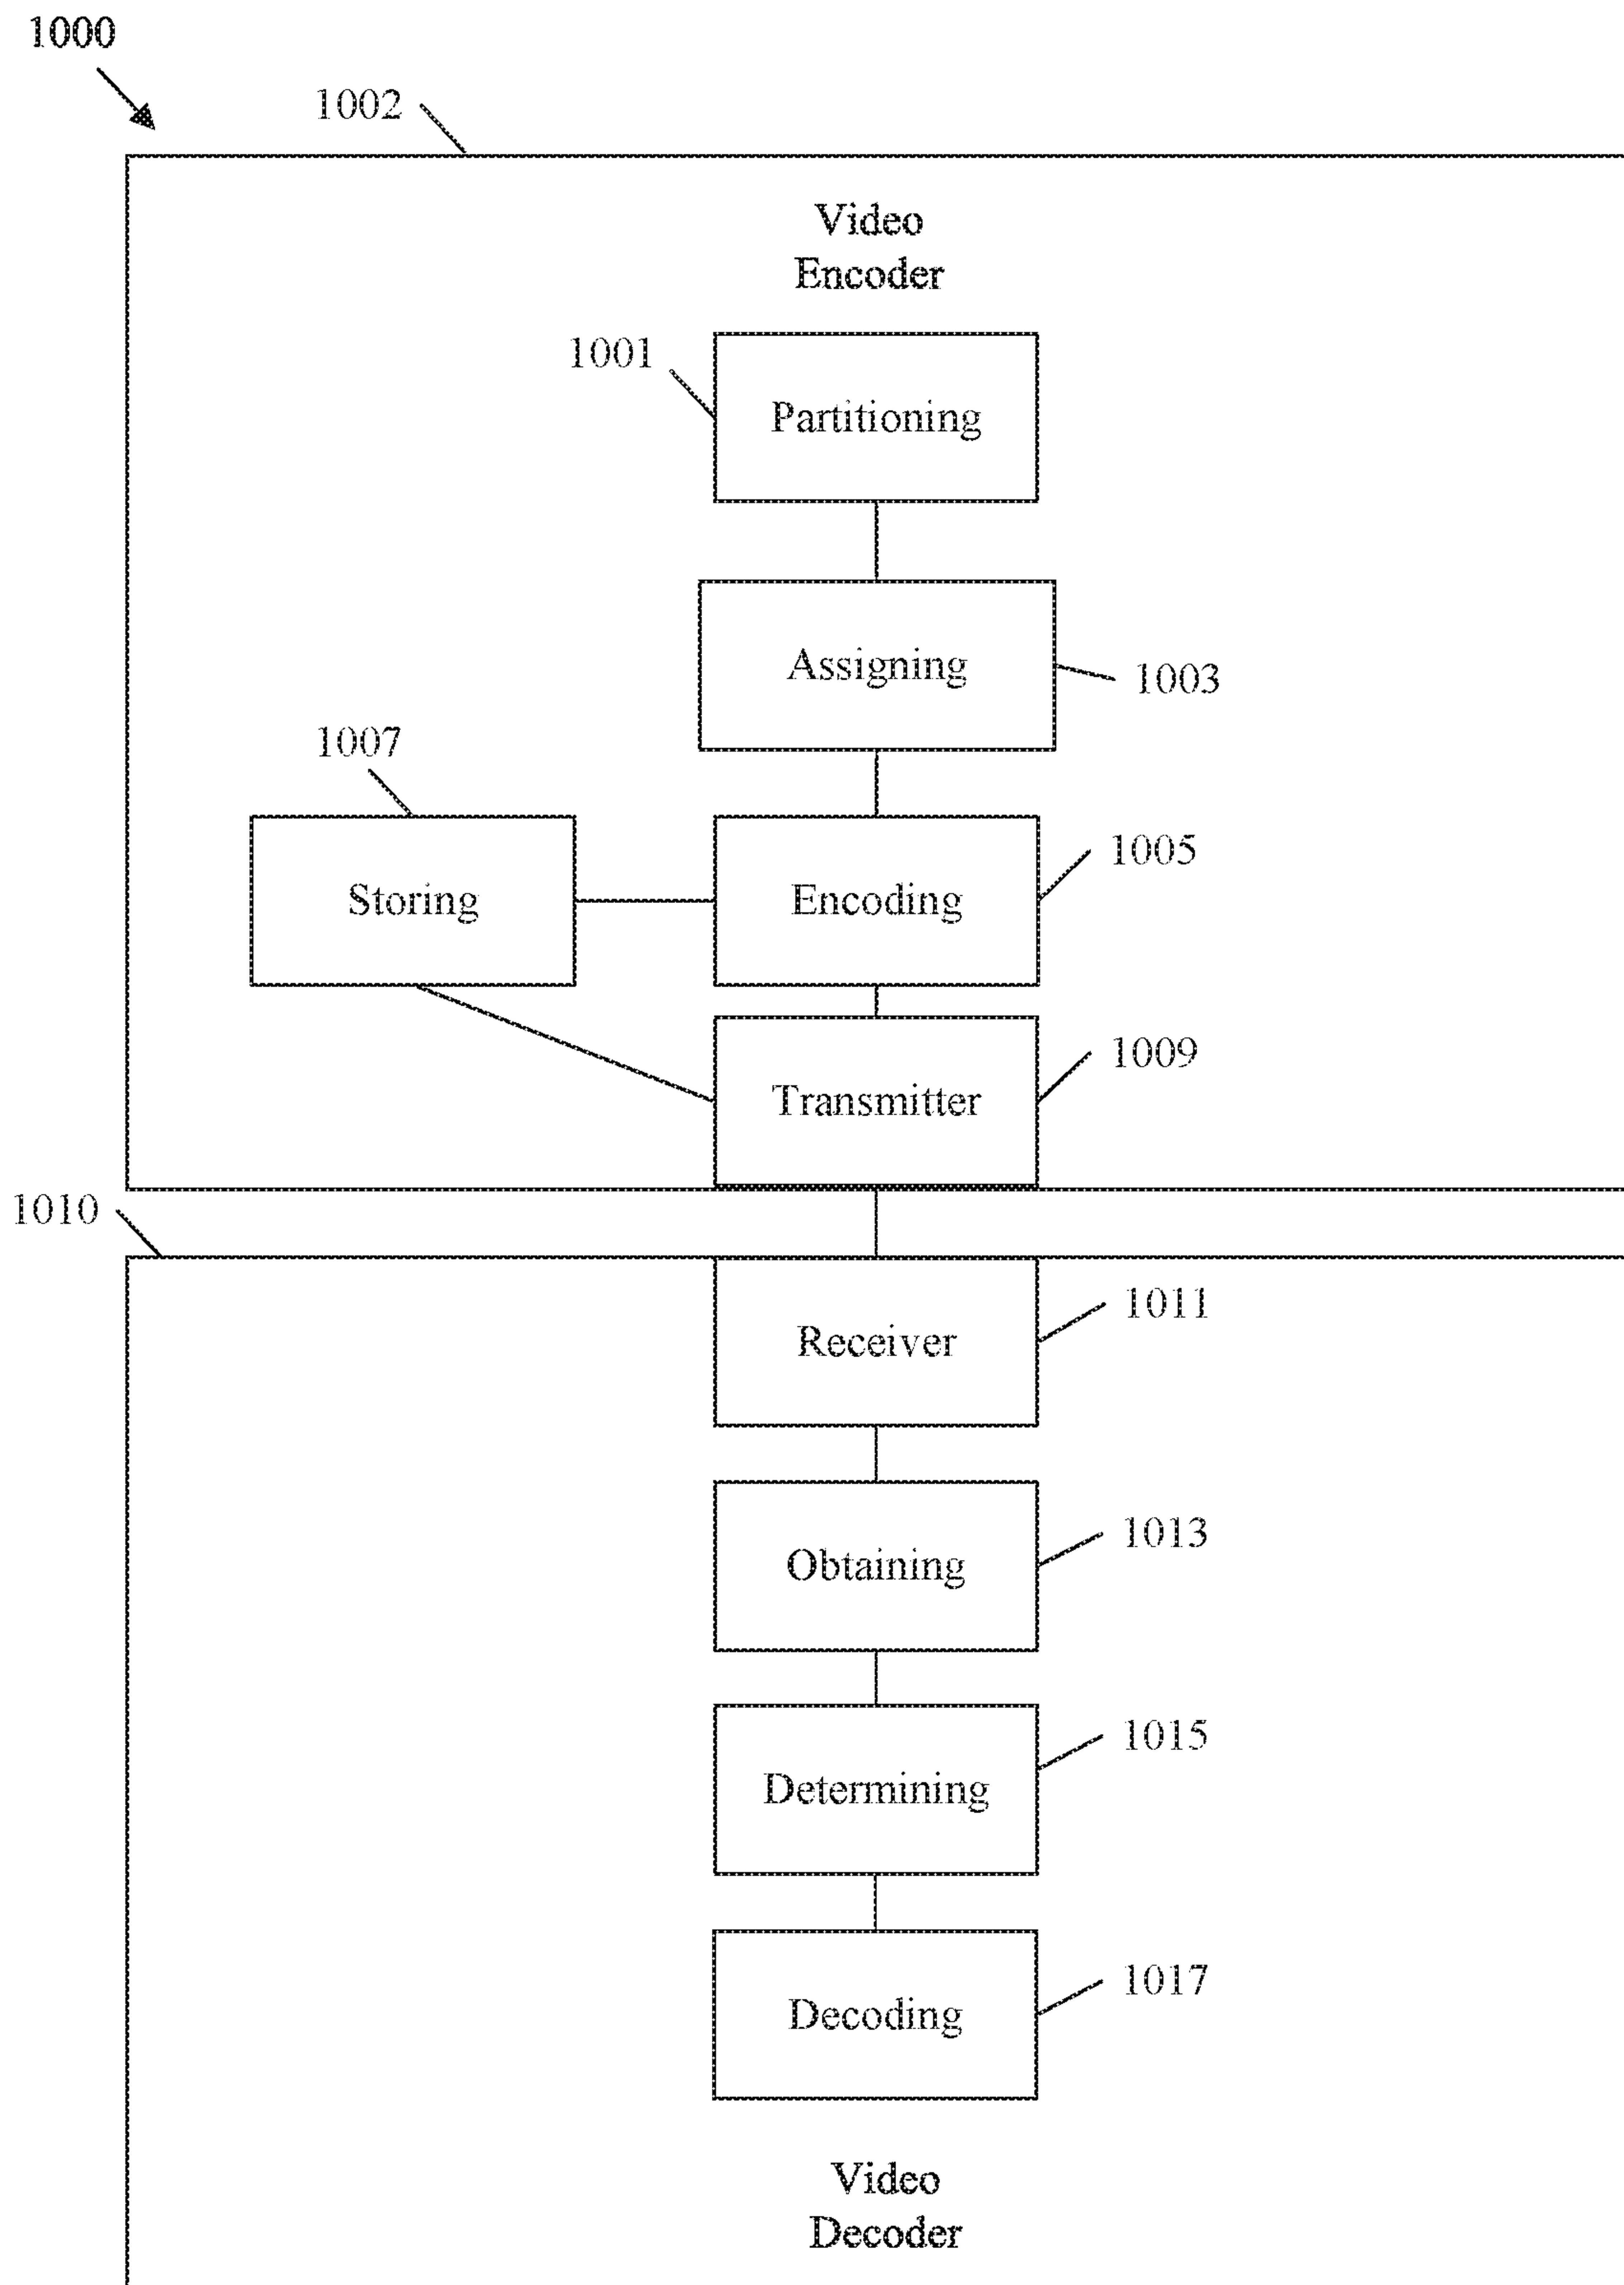 1000
1002
Video
Encoder
1001
Partitioning
Assigning
1003
1007
Storing
Encoding
1005
Transmitter
1009
1010
Receiver
1011
Obtaining
1013
Determining
1015
Decoding
1017
Video
Decoder